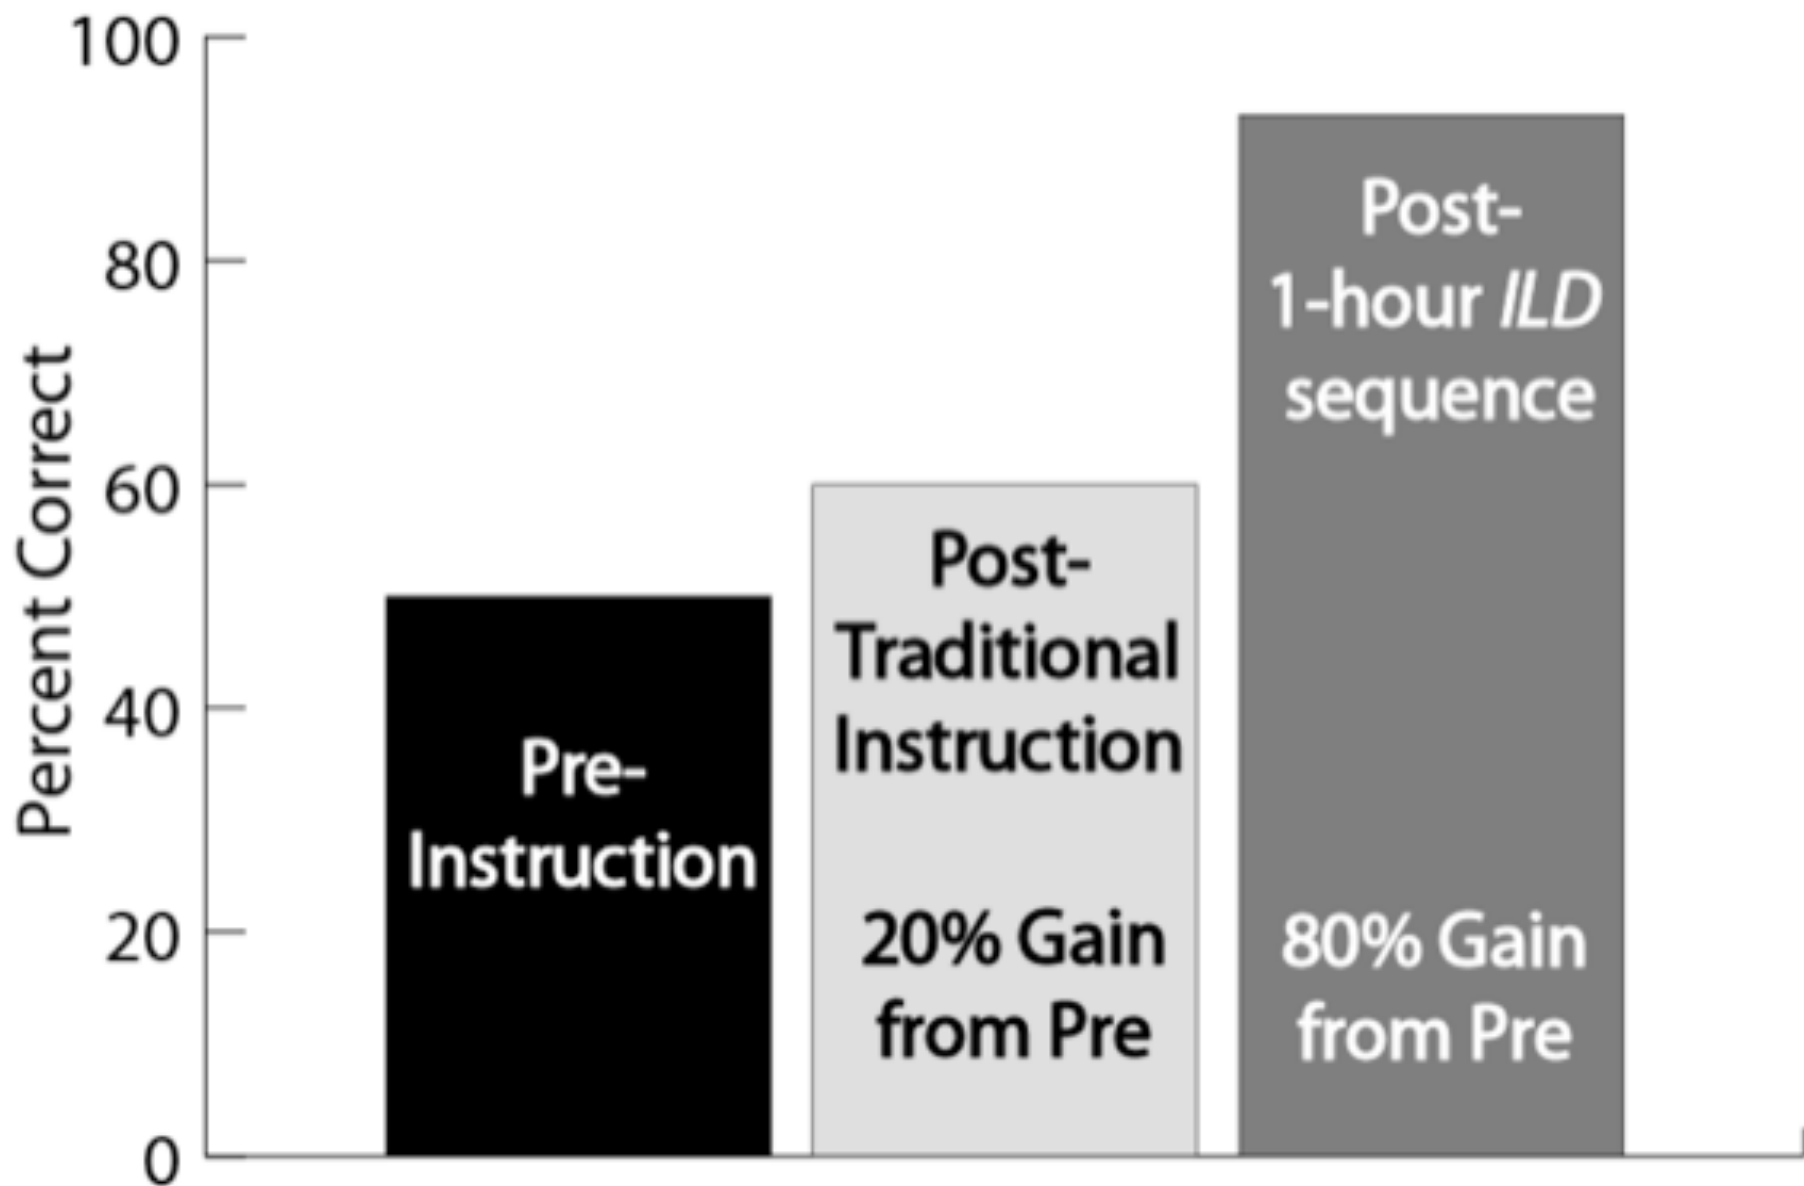 Percent Correct
100
80
60
40
20
0
Pre-
Instruction
Post-
Traditional
Instruction
20% Gain
from Pre
Post-
1-hour ILD
sequence
80% Gain
from Pre